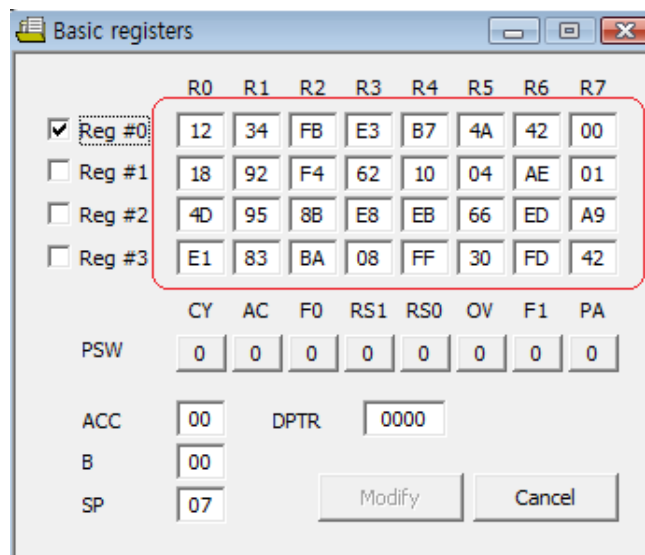 Basic registers
R0 R1 R2 R3 R4 R5 R6 R7
Reg #0 12 34 FB E3 B7 4A 42 00
Reg #1 18 92 F4 62 10 04 AE 01
Reg #2 4D 95 8B E8 EB 66 ED A9
Reg #3 E1 83 BA 08 FF 30 FD 42
CY AC F0 RS1 RS0 OV F1 PA
PSW 0 0 0 0 0 0 0 0
ACC 00 DPTR 0000
B 00
SP 07 Modify Cancel